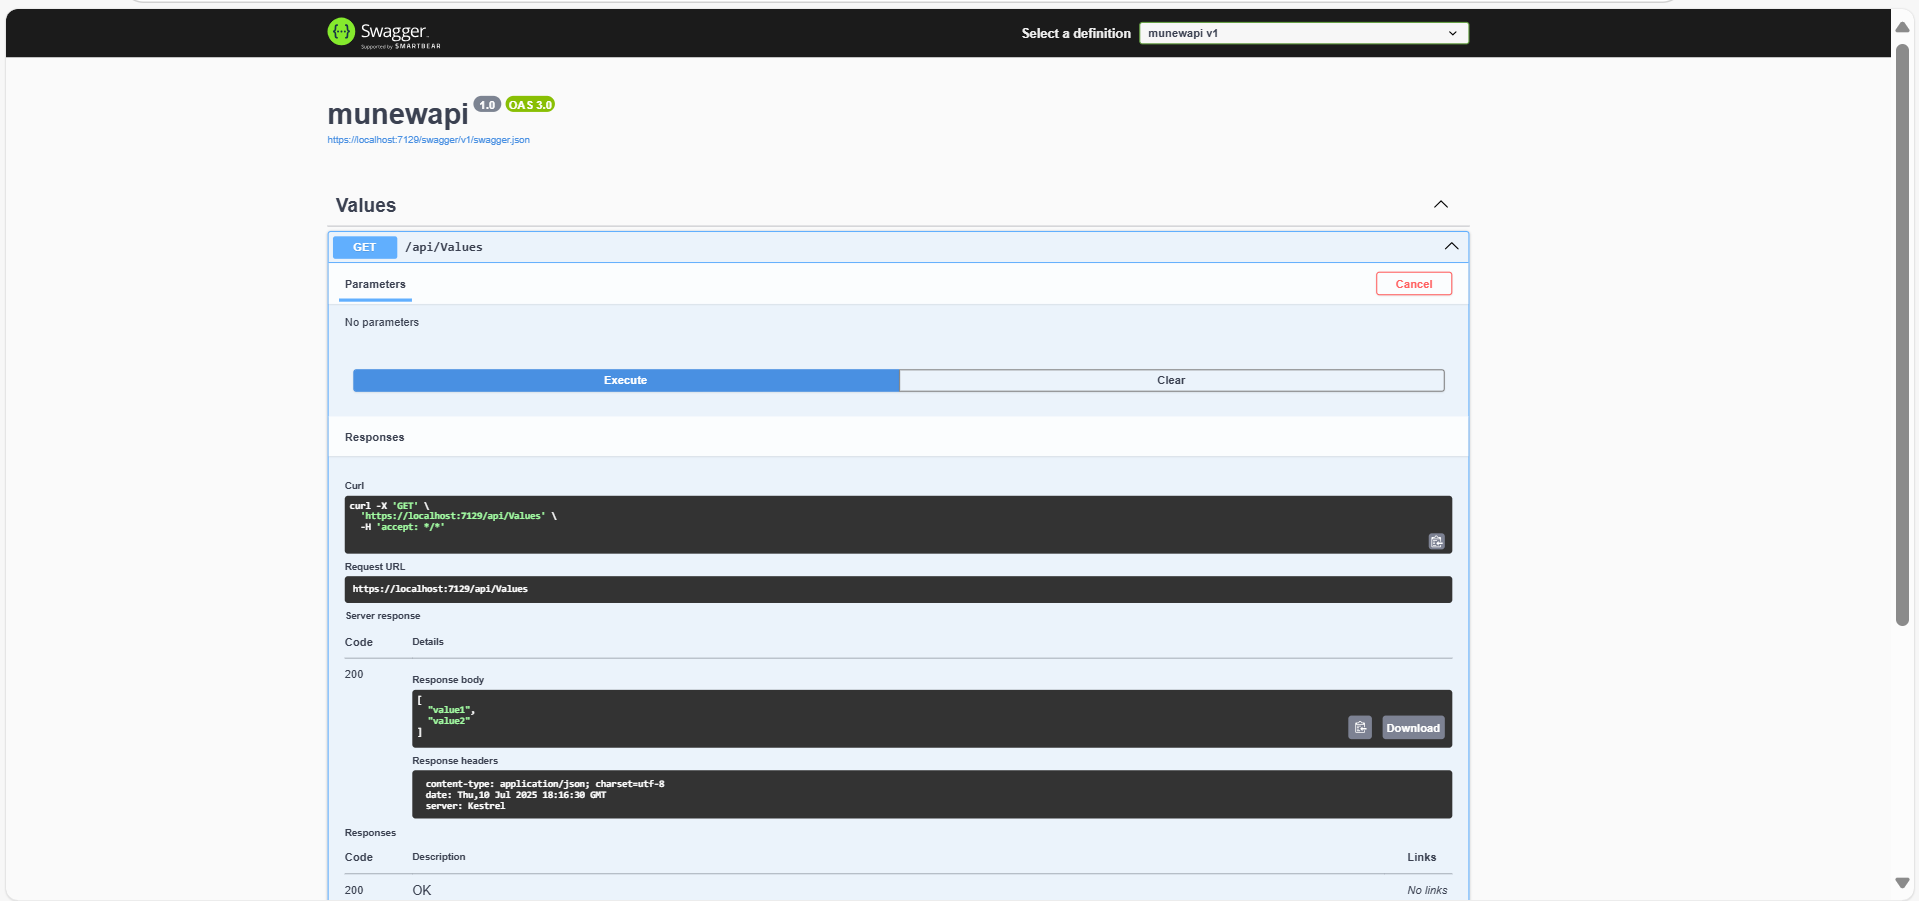 Swagger.
Supported by SMARTBEAR
Select a definition
munewapi v1
munewapi 1.0 OAS 3.0
https://localhost:7129/swagger/v1/swagger.json
Values
GET /api/Values
Parameters
Cancel
No parameters
Execute
Clear
Responses
Curl
curl -X 'GET' \
'https://localhost:7129/api/Values' \
-H 'accept: */*'
Request URL
https://localhost:7129/api/Values
Server response
Code Details
200
Response body
[
"value1",
"value2"
]
Download
Response headers
content-type: application/json; charset=utf-8
date: Thu,10 Jul 2025 18:16:30 GMT
server: Kestrel
Responses
Code Description Links
200 OK No links